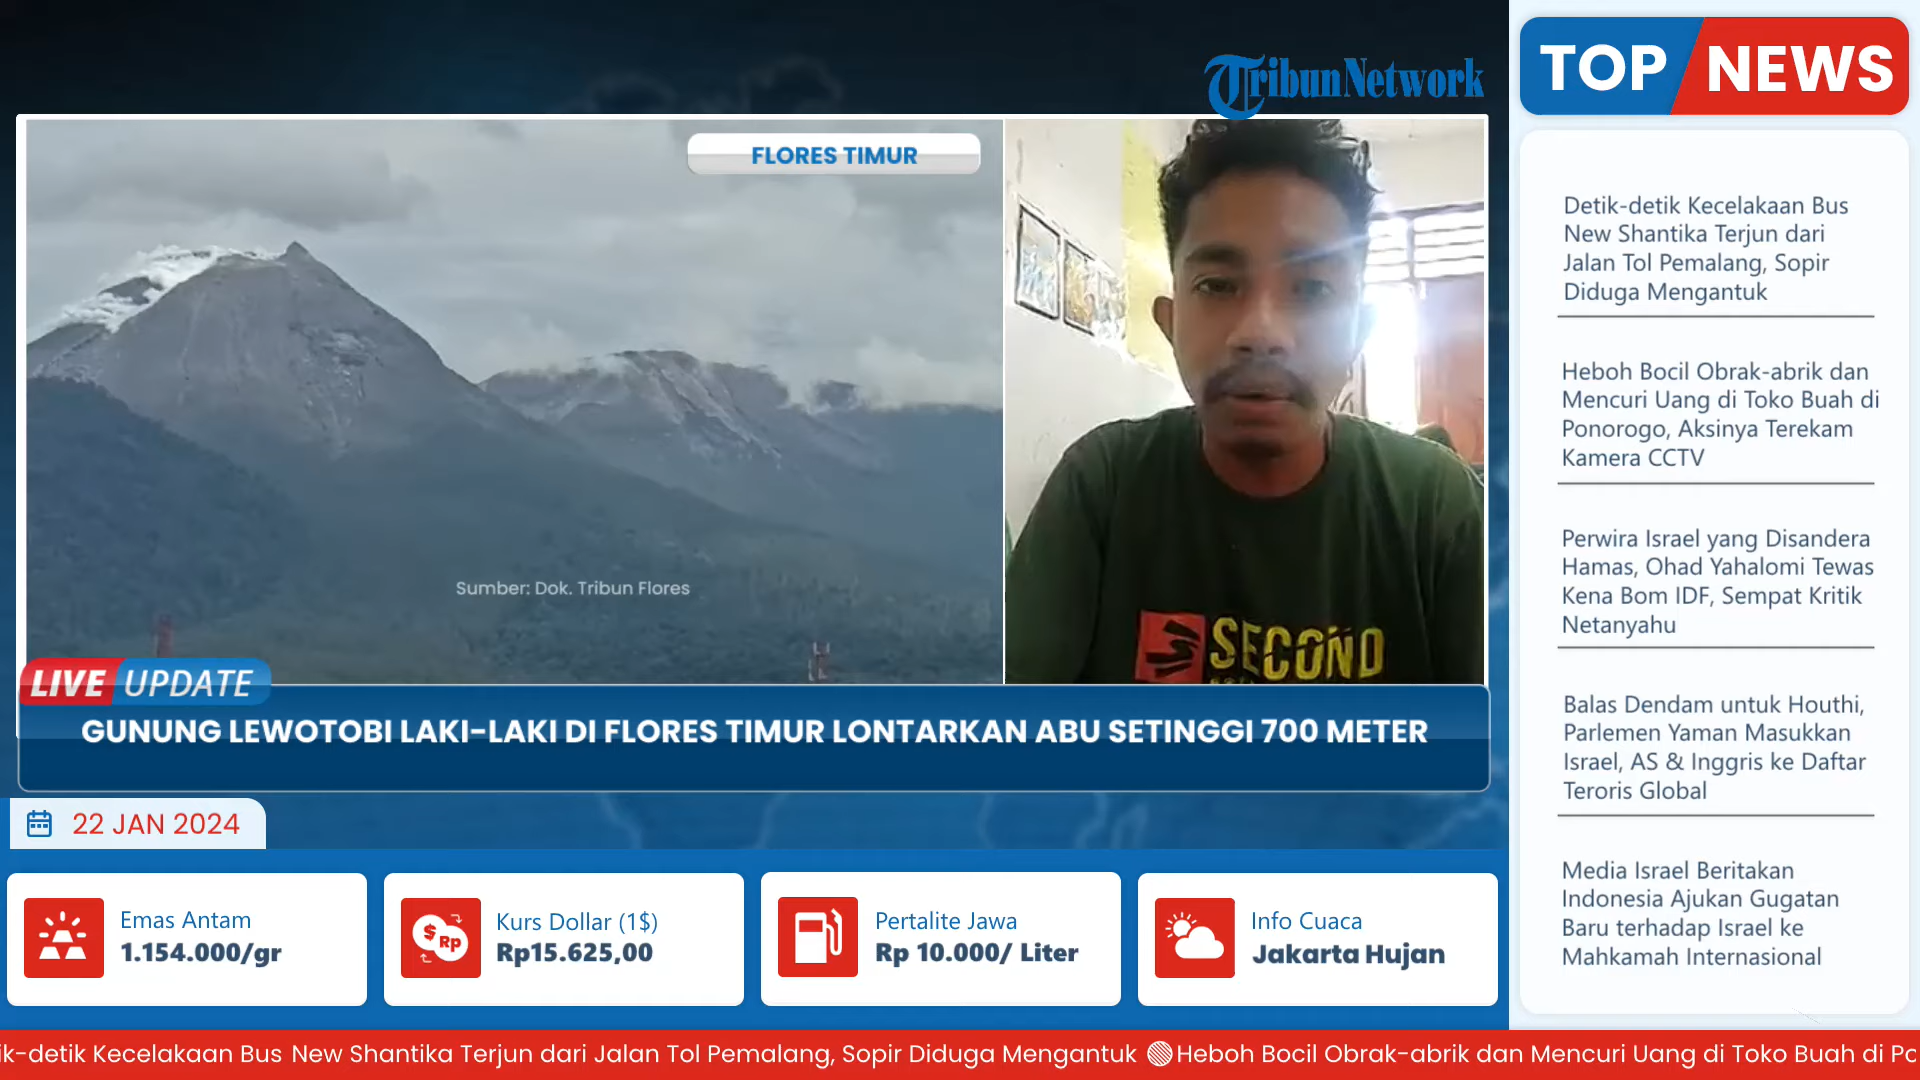 TribunNetwork
TOP NEWS
FLORES TIMUR
Sumber: Dok. Tribun Flores
SECOND
LIVE UPDATE
GUNUNG LEWOTOBI LAKI-LAKI DI FLORES TIMUR LONTARKAN ABU SETINGGI 700 METER
22 JAN 2024
Emas Antam
1.154.000/gr
Kurs Dollar (1$)
Rp15.625,00
Pertalite Jawa
Rp 10.000/ Liter
Info Cuaca
Jakarta Hujan
Detik-detik Kecelakaan Bus
New Shantika Terjun dari
Jalan Tol Pemalang, Sopir
Diduga Mengantuk
Heboh Bocil Obrak-abrik dan
Mencuri Uang di Toko Buah di
Ponorogo, Aksinya Terekam
Kamera CCTV
Perwira Israel yang Disandera
Hamas, Ohad Yahalomi Tewas
Kena Bom IDF, Sempat Kritik
Netanyahu
Balas Dendam untuk Houthi,
Parlemen Yaman Masukkan
Israel, AS & Inggris ke Daftar
Teroris Global
Media Israel Beritakan
Indonesia Ajukan Gugatan
Baru terhadap Israel ke
Mahkamah Internasional
ik-detik Kecelakaan Bus New Shantika Terjun dari Jalan Tol Pemalang, Sopir Diduga Mengantuk Heboh Bocil Obrak-abrik dan Mencuri Uang di Toko Buah di Po